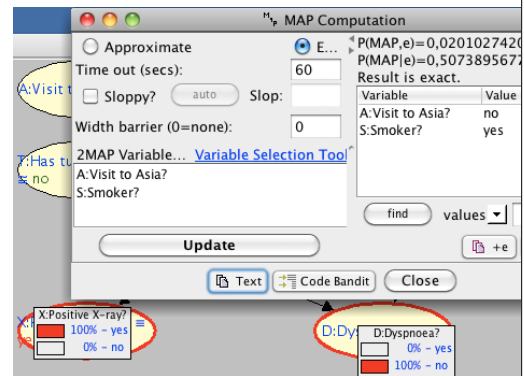 MAP Computation
Approximate
E...
P(MAP,e)=0,0201027420
P(MAP|e)=0,5073895677
Time out (secs):
60
Result is exact.
Sloppy?
auto
Slop:
Variable
Value
A:Visit to Asia?
no
S:Smoker?
yes
Width barrier (0=none):
0
2MAP Variable...
Variable Selection Tool
A:Visit to Asia?
S:Smoker?
find
values
Update
+e
Text
Code Bandit
Close
A:Visit t
T:Has tu
= no
X:Positive X-ray?
100% - yes
0% - no
D:Dys
D:Dyspnoea?
0% - yes
100% - no